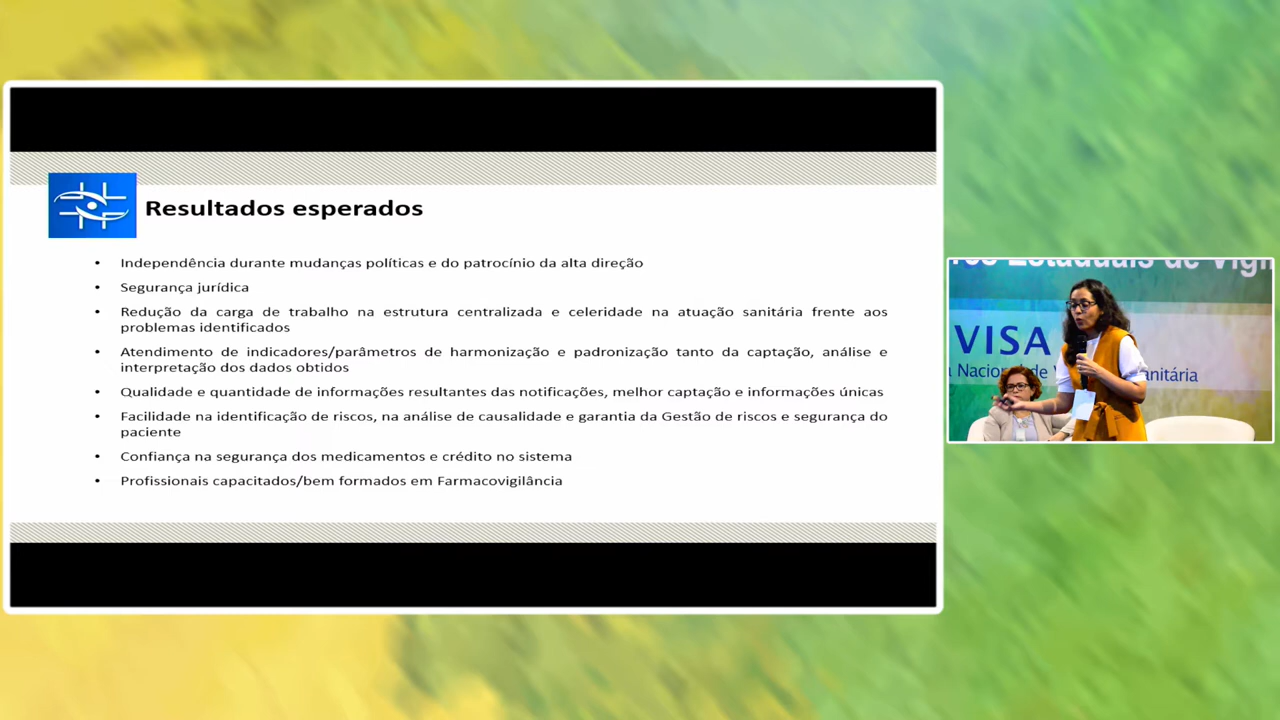 Resultados esperados
• Independência durante mudanças políticas e do patrocínio da alta direção
• Segurança jurídica
• Redução da carga de trabalho na estrutura centralizada e celeridade na atuação sanitária frente aos
problemas identificados
• Atendimento de indicadores/parâmetros de harmonização e padronização tanto da captação, análise e
interpretação dos dados obtidos
• Qualidade e quantidade de informações resultantes das notificações, melhor captação e informações únicas
• Facilidade na identificação de riscos, na análise de causalidade e garantia da Gestão de riscos e segurança do
paciente
• Confiança na segurança dos medicamentos e crédito no sistema
• Profissionais capacitados/bem formados em Farmacovigilância
Estaduais de Vigi
VISA
Nacional de V anitária